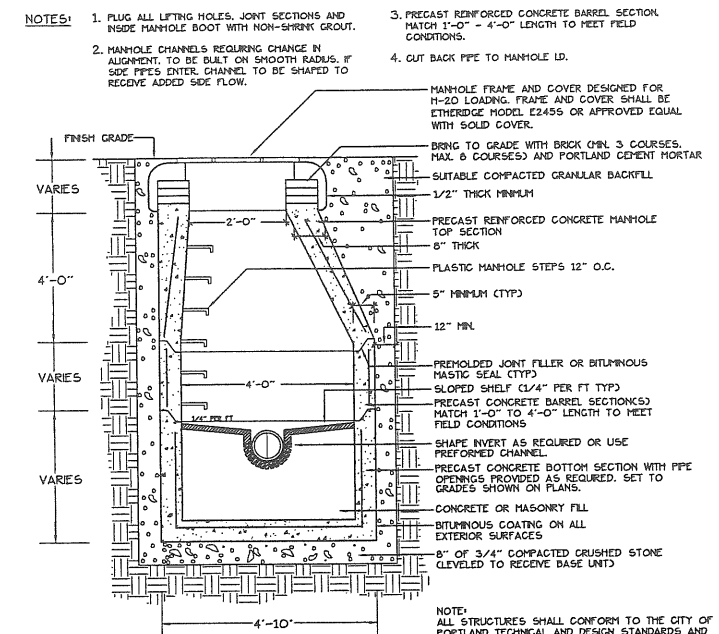 NOTES:
1. PLUG ALL LIFTING HOLES, JOINT SECTIONS AND
INSIDE MANHOLE BOOT WITH NON-SHRINK GROUT.
2. MANHOLE CHANNELS REQUIRING CHANGE IN
ALIGNMENT, TO BE BUILT ON SMOOTH RADIUS. IF
SIDE PIPES ENTER, CHANNEL TO BE SHAPED TO
RECEIVE ADDED SIDE FLOW.
3. PRECAST REINFORCED CONCRETE BARREL SECTION,
MATCH 1'-0" - 4'-0" LENGTH TO MEET FIELD
CONDITIONS.
4. CUT BACK PIPE TO MANHOLE I.D.
MANHOLE FRAME AND COVER DESIGNED FOR
H-20 LOADING. FRAME AND COVER SHALL BE
ETHERIDGE MODEL E245S OR APPROVED EQUAL
WITH SOLID COVER.
FINISH GRADE
BRING TO GRADE WITH BRICK (MIN. 3 COURSES,
MAX. 8 COURSES) AND PORTLAND CEMENT MORTAR
SUITABLE COMPACTED GRANULAR BACKFILL
VARIES
1/2" THICK MINIMUM
2'-0"
PRECAST REINFORCED CONCRETE MANHOLE
TOP SECTION
8" THICK
4'-0"
PLASTIC MANHOLE STEPS 12" O.C.
5" MINIMUM (TYP)
12" MIN.
PREMOLDED JOINT FILLER OR BITUMINOUS
MASTIC SEAL (TYP)
VARIES
4'-0"
SLOPED SHELF (1/4" PER FT TYP)
PRECAST CONCRETE BARREL SECTION(S)
MATCH 1'-0" TO 4'-0" LENGTH TO MEET
FIELD CONDITIONS
1/4" PER FT
SHAPE INVERT AS REQUIRED OR USE
PREFORMED CHANNEL.
VARIES
PRECAST CONCRETE BOTTOM SECTION WITH PIPE
OPENINGS PROVIDED AS REQUIRED. SET TO
GRADES SHOWN ON PLANS.
CONCRETE OR MASONRY FILL
BITUMINOUS COATING ON ALL
EXTERIOR SURFACES
8" OF 3/4" COMPACTED CRUSHED STONE
(LEVELED TO RECEIVE BASE UNIT)
4'-10"
NOTE:
ALL STRUCTURES SHALL CONFORM TO THE CITY OF
PORTLAND TECHNICAL AND DESIGN STANDARDS AND